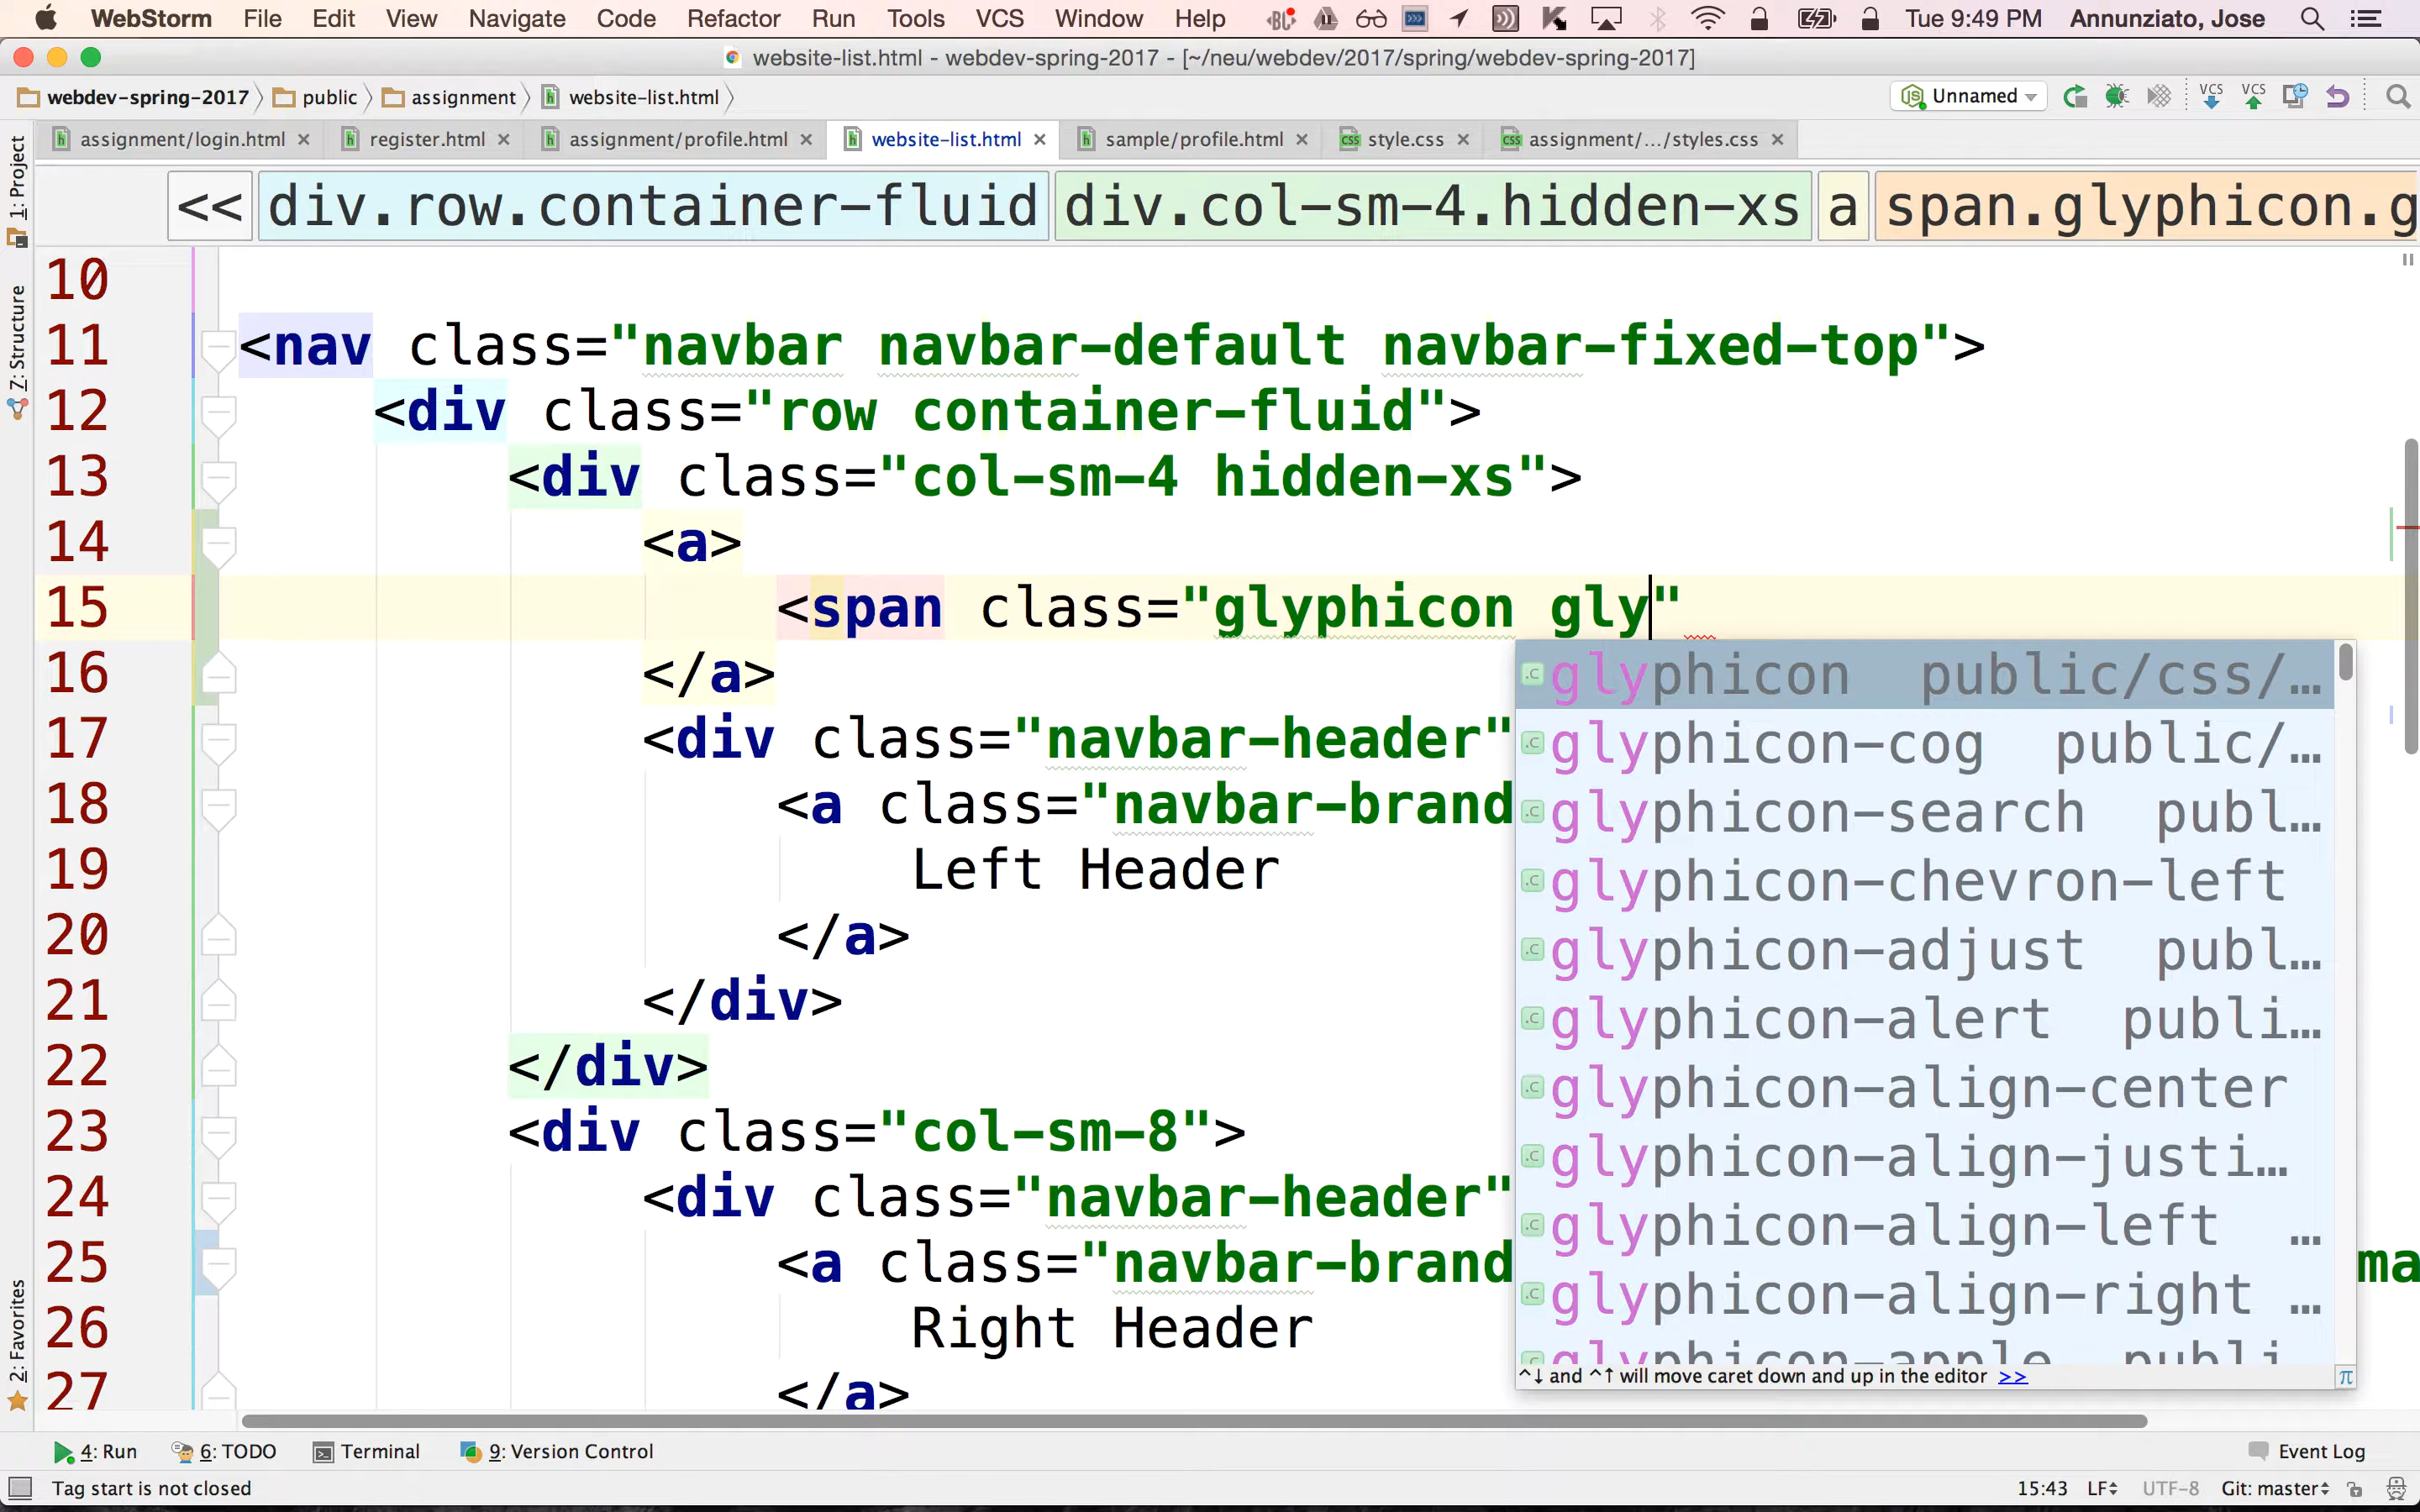 WebStorm File Edit View Navigate Code Refactor Run Tools VCS Window Help Tue 9:49 PM Annunziato, Jose
website-list.html - webdev-spring-2017 - [~/neu/webdev/2017/spring/webdev-spring-2017]
webdev-spring-2017 public assignment website-list.html Unnamed VCS VCS
assignment/login.html register.html assignment/profile.html website-list.html sample/profile.html style.css assignment/.../styles.css
<< div.row.container-fluid div.col-sm-4.hidden-xs a span.glyphicon.g
1: Project
7: Structure
2: Favorites
10
11 <nav class="navbar navbar-default navbar-fixed-top">
12 <div class="row container-fluid">
13 <div class="col-sm-4 hidden-xs">
14 <a>
15 <span class="glyphicon gly"
16 </a>
17 <div class="navbar-header"
18 <a class="navbar-brand
19 Left Header
20 </a>
21 </div>
22 </div>
23 <div class="col-sm-8">
24 <div class="navbar-header"
25 <a class="navbar-brand ma
26 Right Header
27 </a>
glyphicon public/css/…
glyphicon-cog public/…
glyphicon-search publ…
glyphicon-chevron-left
glyphicon-adjust publ…
glyphicon-alert publi…
glyphicon-align-center
glyphicon-align-justi…
glyphicon-align-left …
glyphicon-align-right …
glyphicon-apple publi
^↓ and ^↑ will move caret down and up in the editor >> π
4: Run 6: TODO Terminal 9: Version Control Event Log
Tag start is not closed 15:43 LF UTF-8 Git: master